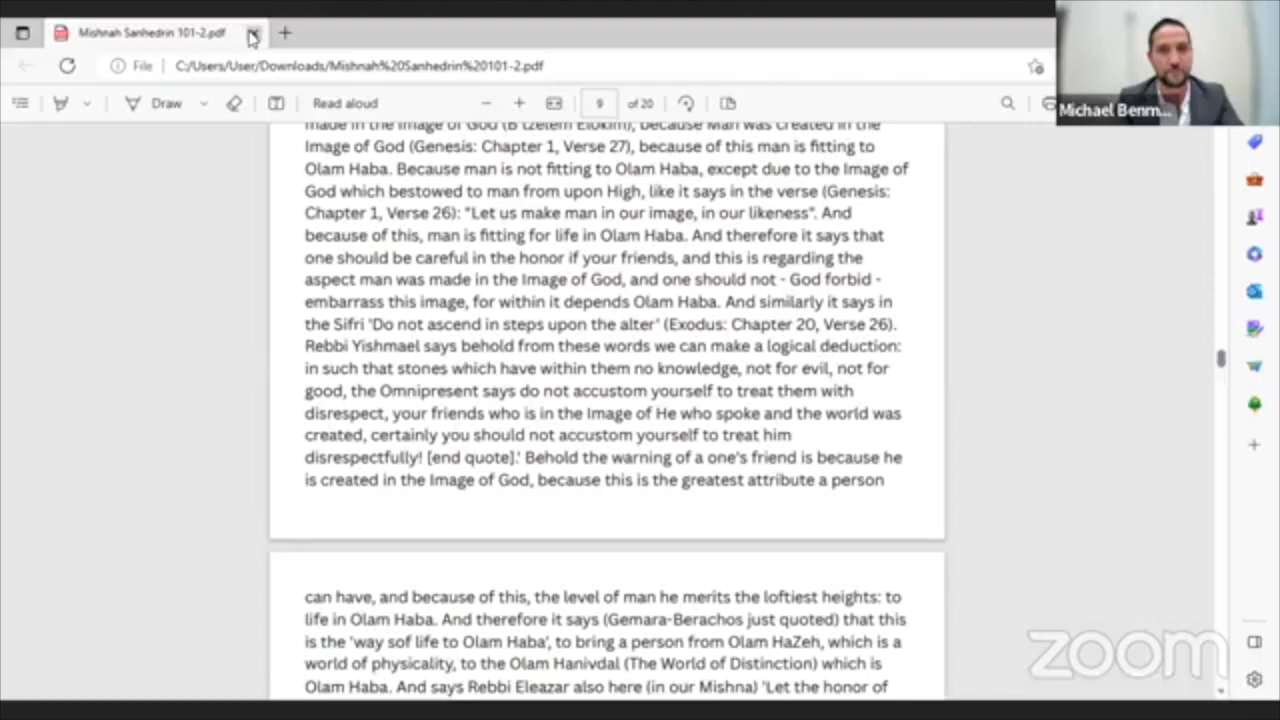 Mishnah Sanhedrin 101-2.pdf
File
C:/Users/User/Downloads/Mishnah%20Sanhedrin%20101-2.pdf
Draw
Read aloud
9
of 20
Michael Benm...
made in the Image of God (B'tzelem Elokim), because Man was created in the
Image of God (Genesis: Chapter 1, Verse 27), because of this man is fitting to
Olam Haba. Because man is not fitting to Olam Haba, except due to the Image of
God which bestowed to man from upon High, like it says in the verse (Genesis:
Chapter 1, Verse 26): "Let us make man in our image, in our likeness". And
because of this, man is fitting for life in Olam Haba. And therefore it says that
one should be careful in the honor if your friends, and this is regarding the
aspect man was made in the Image of God, and one should not - God forbid -
embarrass this image, for within it depends Olam Haba. And similarly it says in
the Sifri 'Do not ascend in steps upon the alter' (Exodus: Chapter 20, Verse 26).
Rebbi Yishmael says behold from these words we can make a logical deduction:
in such that stones which have within them no knowledge, not for evil, not for
good, the Omnipresent says do not accustom yourself to treat them with
disrespect, your friends who is in the Image of He who spoke and the world was
created, certainly you should not accustom yourself to treat him
disrespectfully! [end quote].' Behold the warning of a one's friend is because he
is created in the Image of God, because this is the greatest attribute a person
can have, and because of this, the level of man he merits the loftiest heights: to
life in Olam Haba. And therefore it says (Gemara-Berachos just quoted) that this
is the 'way sof life to Olam Haba', to bring a person from Olam HaZeh, which is a
world of physicality, to the Olam Hanivdal (The World of Distinction) which is
Olam Haba. And says Rebbi Eleazar also here (in our Mishna) 'Let the honor of
zoom